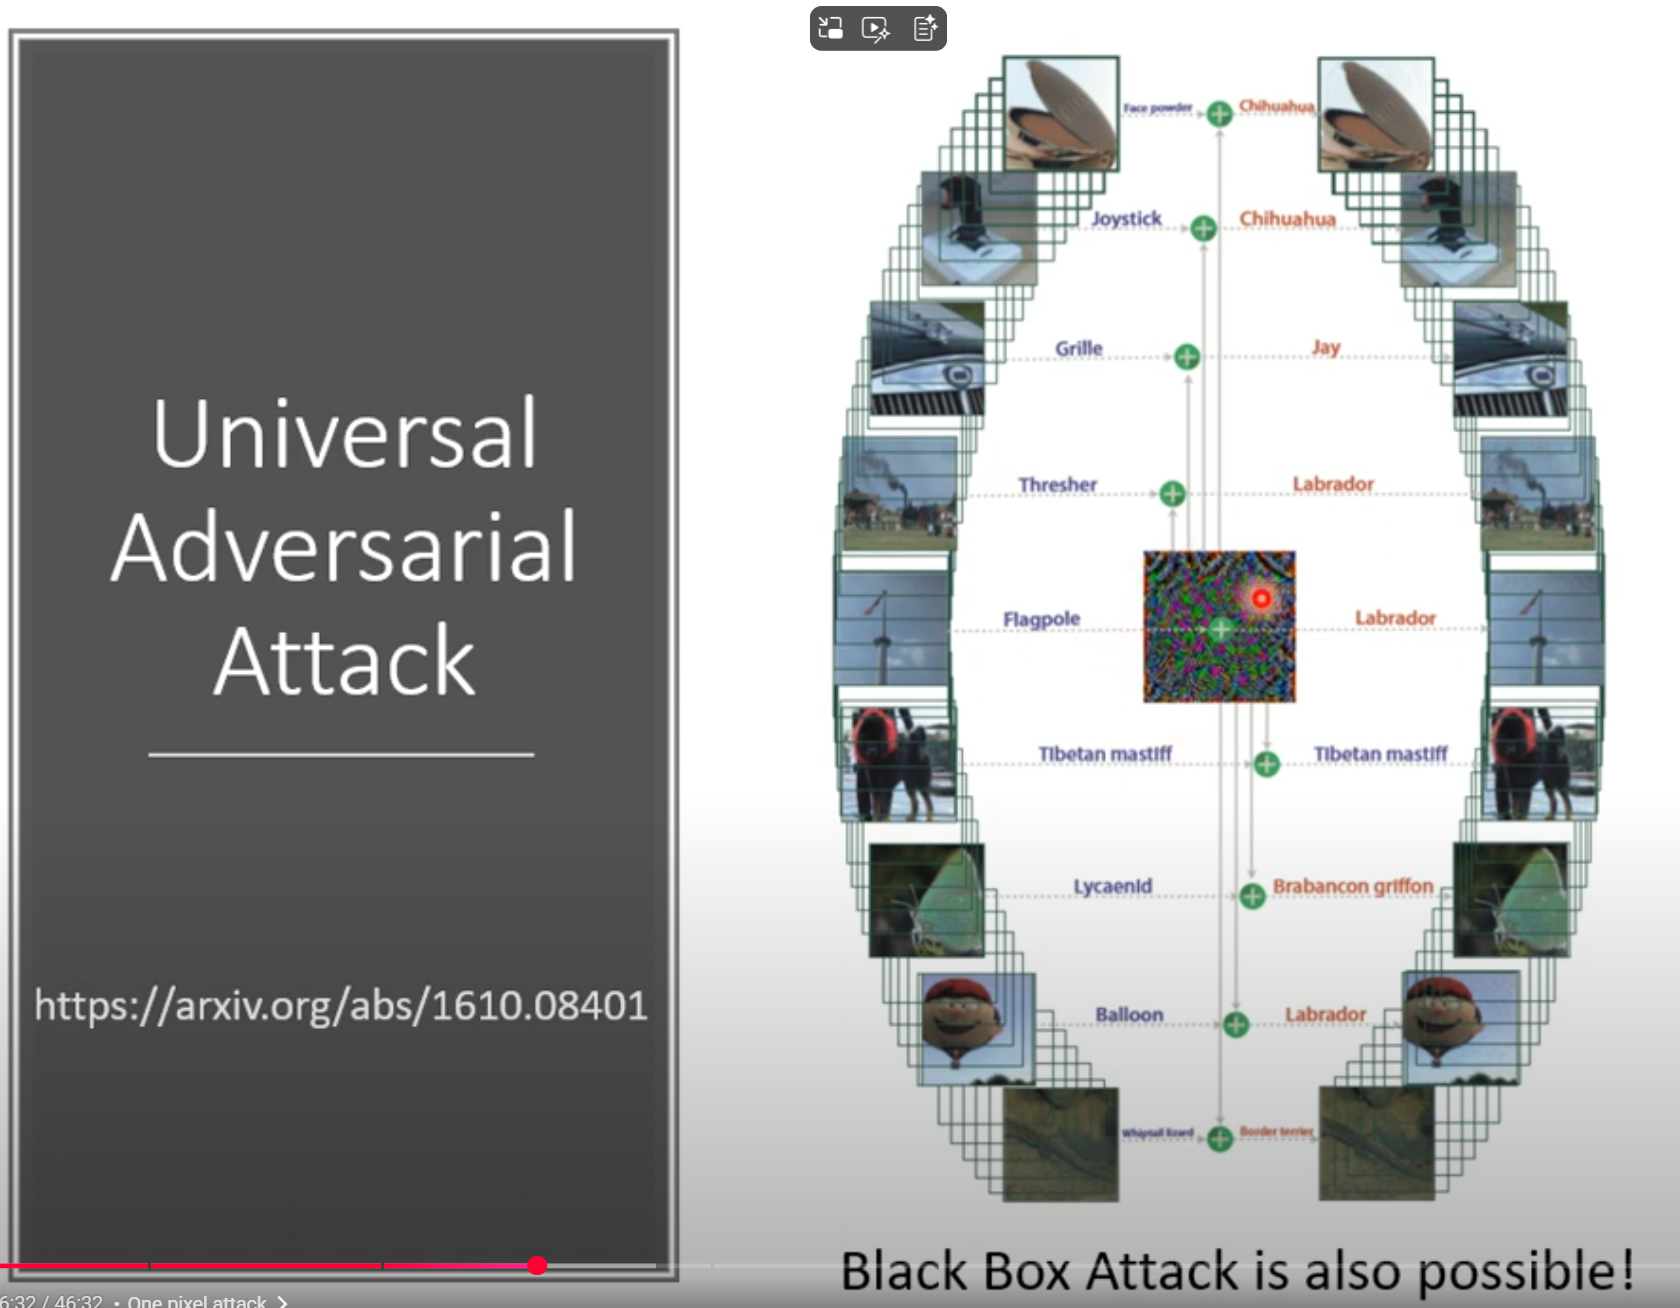 Universal
Adversarial
Attack
https://arxiv.org/abs/1610.08401
Face powder
Chihuahua
Joystick
Chihuahua
Grille
Jay
Thresher
Labrador
Flagpole
Labrador
Tibetan mastiff
Tibetan mastiff
Lycaenid
Brabancon griffon
Balloon
Labrador
Whiptail lizard
Border terrier
Black Box Attack is also possible!
6:32 / 46:32 • One pixel attack >